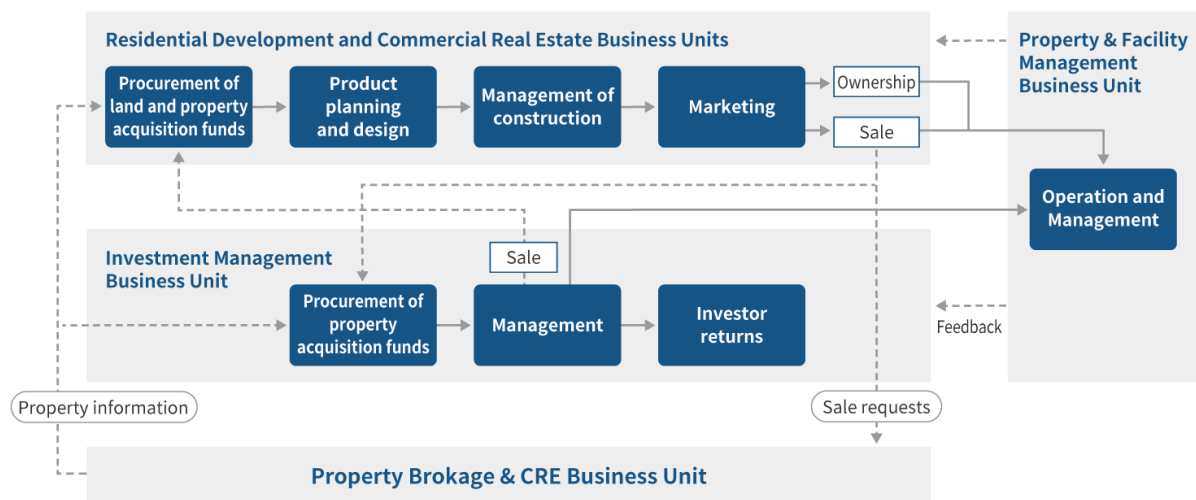 Residential Development and Commercial Real Estate Business Units
Procurement of
land and property
acquisition funds
Product
planning
and design
Management of
construction
Marketing
Ownership
Sale
Property & Facility
Management
Business Unit
Operation and
Management
Investment Management
Business Unit
Sale
Procurement of
property
acquisition funds
Management
Investor
returns
Feedback
Property information
Sale requests
Property Brokage & CRE Business Unit